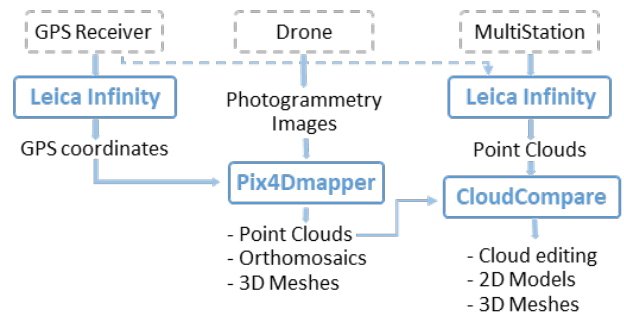 GPS Receiver
Drone
MultiStation
Leica Infinity
Photogrammetry
Images
Leica Infinity
GPS coordinates
Point Clouds
Pix4Dmapper
CloudCompare
- Point Clouds
- Orthomosaics
- 3D Meshes
- Cloud editing
- 2D Models
- 3D Meshes